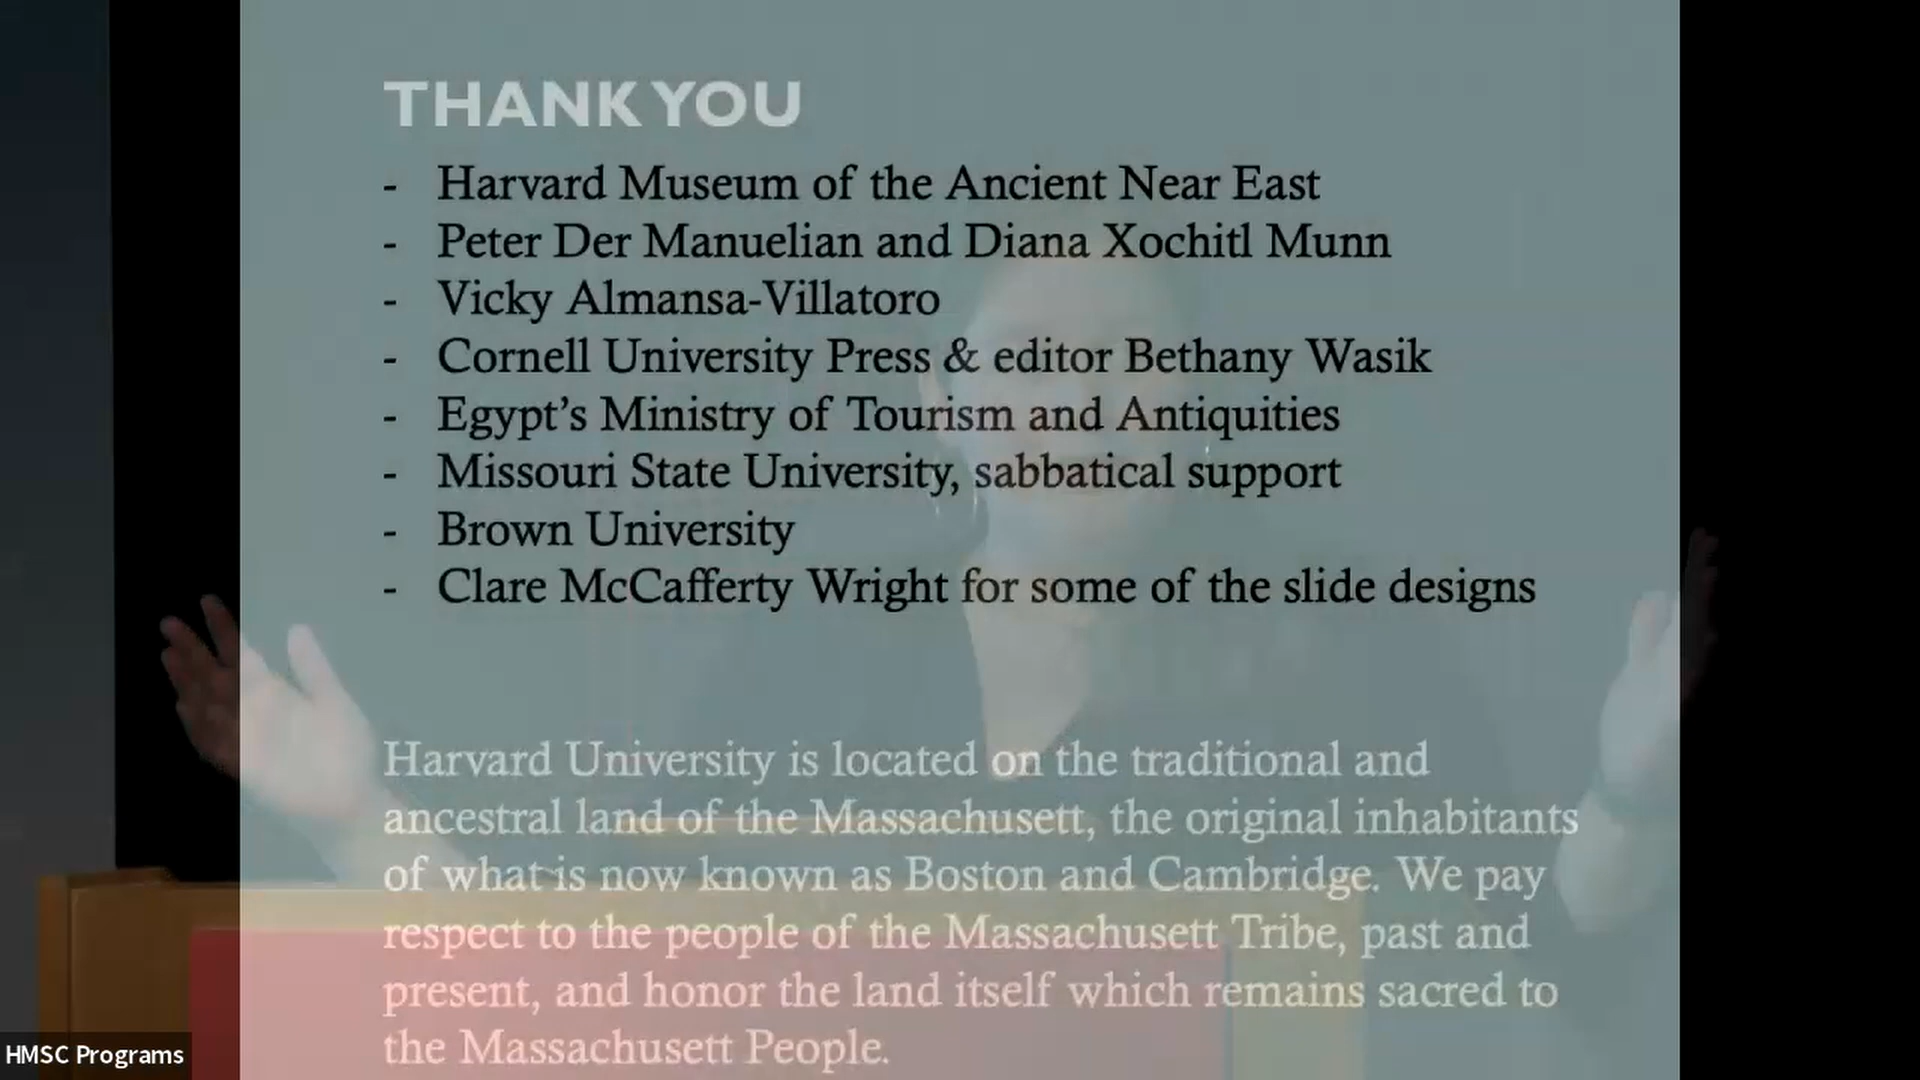 THANK YOU
- Harvard Museum of the Ancient Near East
- Peter Der Manuelian and Diana Xochitl Munn
- Vicky Almansa-Villatoro
- Cornell University Press & editor Bethany Wasik
- Egypt's Ministry of Tourism and Antiquities
- Missouri State University, sabbatical support
- Brown University
- Clare McCafferty Wright for some of the slide designs
Harvard University is located on the traditional and
ancestral land of the Massachusett, the original inhabitants
of what is now known as Boston and Cambridge. We pay
respect to the people of the Massachusett Tribe, past and
present, and honor the land itself which remains sacred to
the Massachusett People.
HMSC Programs